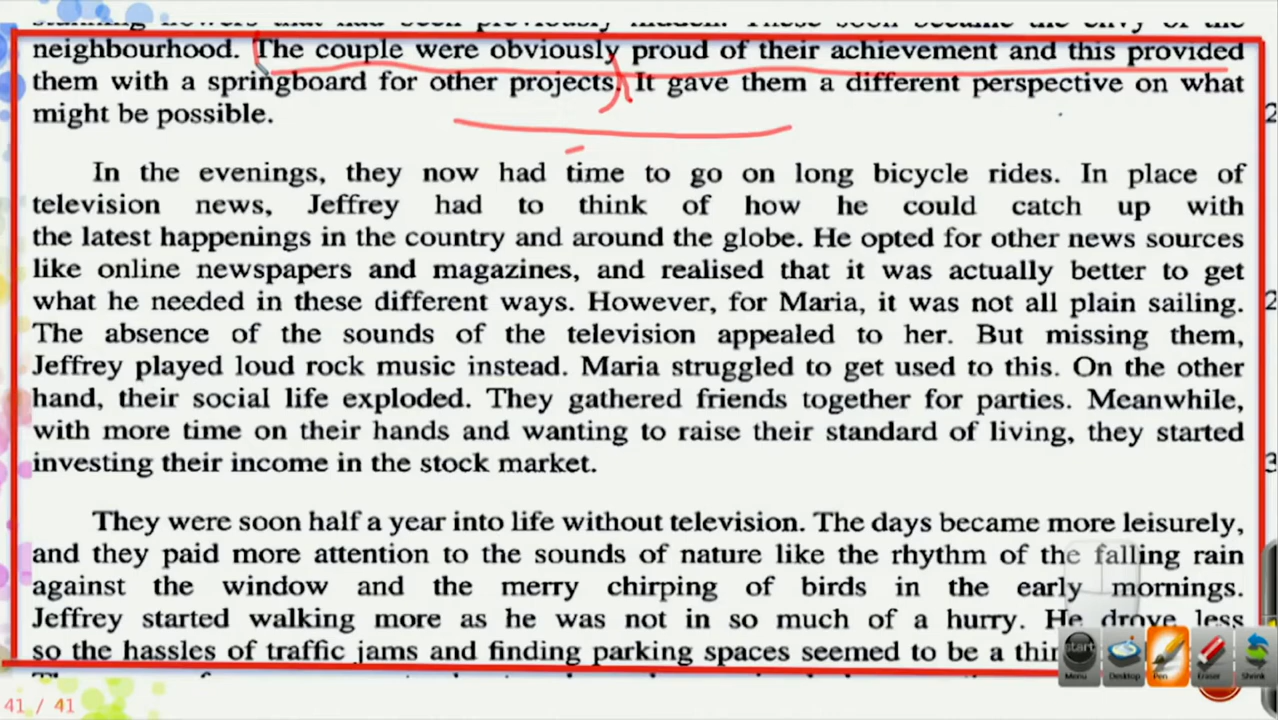 neighbourhood. The couple were obviously proud of their achievement and this provided
them with a springboard for other projects. It gave them a different perspective on what
might be possible.
In the evenings, they now had time to go on long bicycle rides. In place of
television news, Jeffrey had to think of how he could catch up with
the latest happenings in the country and around the globe. He opted for other news sources
like online newspapers and magazines, and realised that it was actually better to get
what he needed in these different ways. However, for Maria, it was not all plain sailing.
The absence of the sounds of the television appealed to her. But missing them,
Jeffrey played loud rock music instead. Maria struggled to get used to this. On the other
hand, their social life exploded. They gathered friends together for parties. Meanwhile,
with more time on their hands and wanting to raise their standard of living, they started
investing their income in the stock market.
They were soon half a year into life without television. The days became more leisurely,
and they paid more attention to the sounds of nature like the rhythm of the falling rain
against the window and the merry chirping of birds in the early mornings.
Jeffrey started walking more as he was not in so much of a hurry. He drove less
so the hassles of traffic jams and finding parking spaces seemed to be a
start
Menu Desktop Pen Eraser Shrink
41 / 41